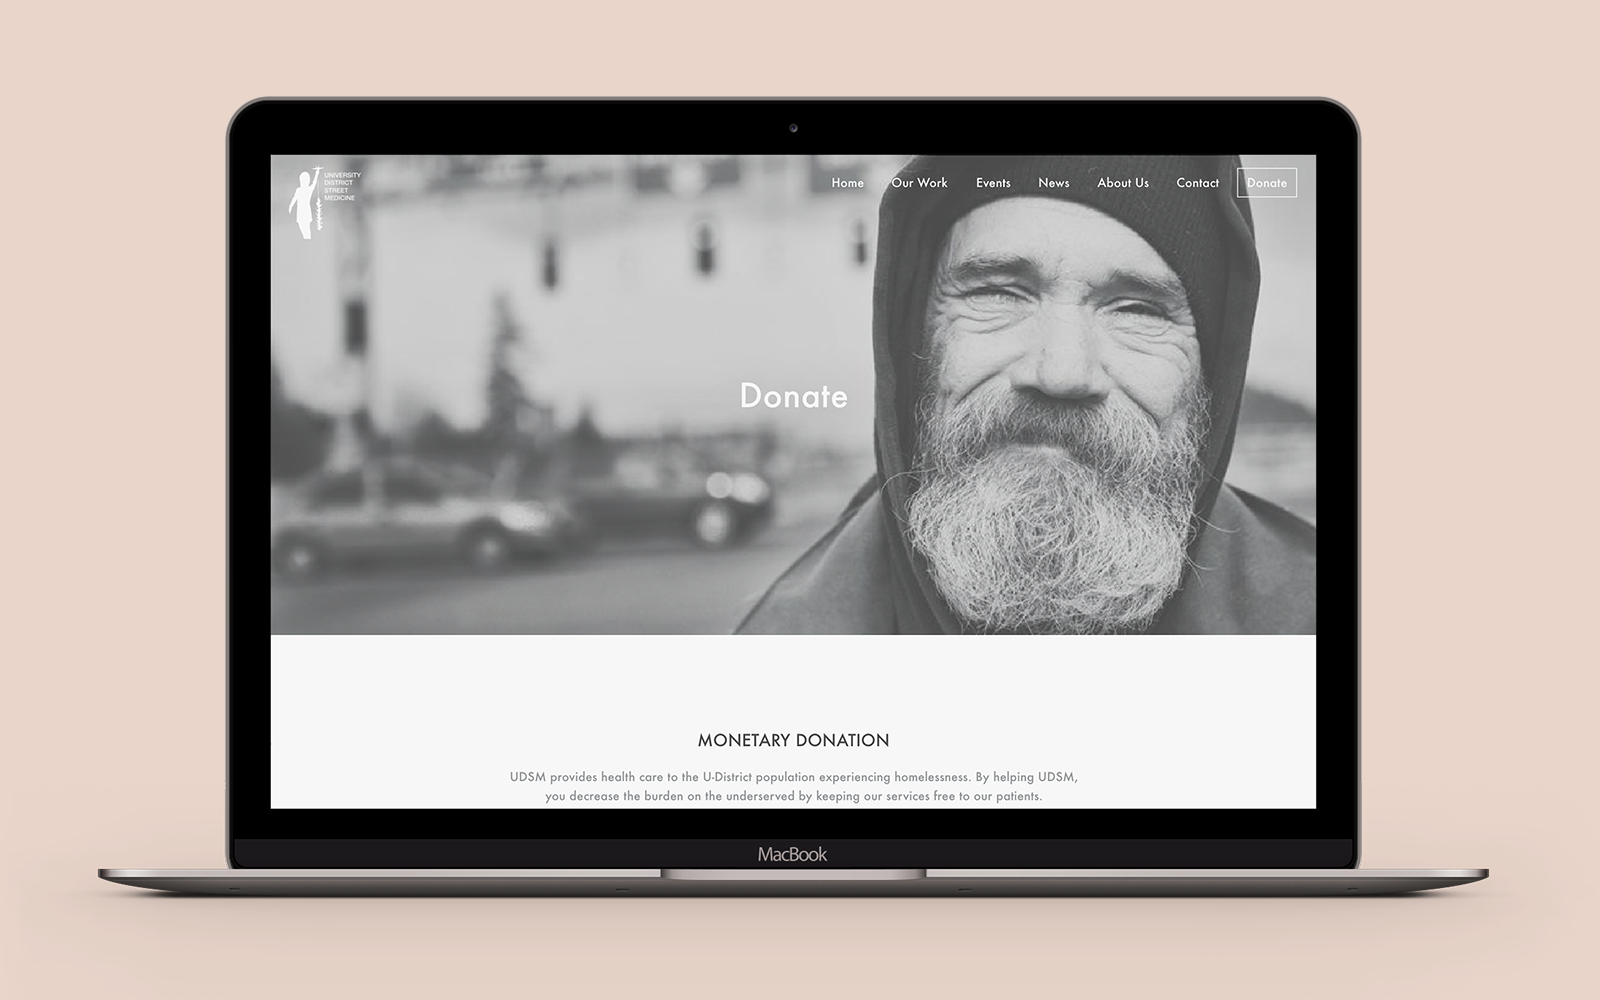 UNIVERSITY
DISTRICT
STREET
MEDICINE
Home Our Work Events News About Us Contact Donate
Donate
MONETARY DONATION
UDSM provides health care to the U-District population experiencing homelessness. By helping UDSM,
you decrease the burden on the underserved by keeping our services free to our patients.
MacBook